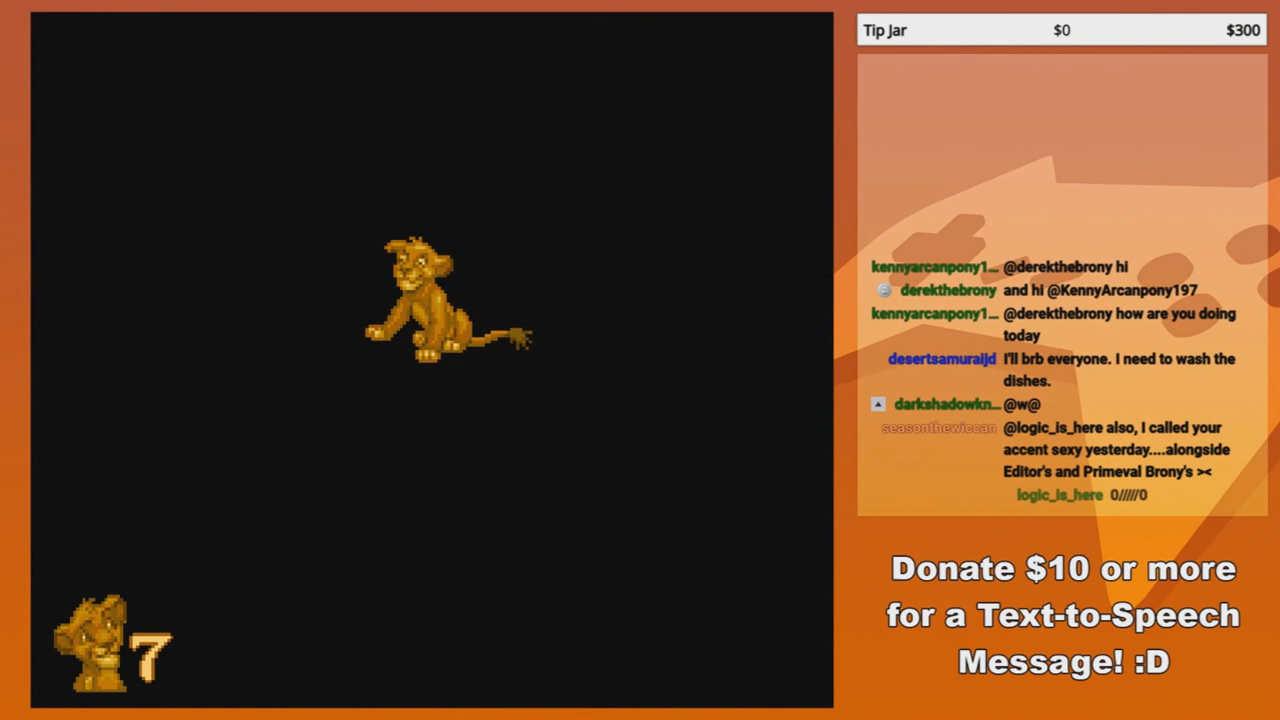 Tip Jar $0 $300
kennyarcanpony1... @derekthebrony hi
derekthebrony and hi @KennyArcanpony197
kennyarcanpony1... @derekthebrony how are you doing
today
desertsamuraijd I'll brb everyone. I need to wash the
dishes.
darkshadowkn... @w@
seasonthewiccan @logic_is_here also, I called your
accent sexy yesterday....alongside
Editor's and Primeval Brony's ><
logic_is_here 0/////0
Donate $10 or more
for a Text-to-Speech
Message! :D
7